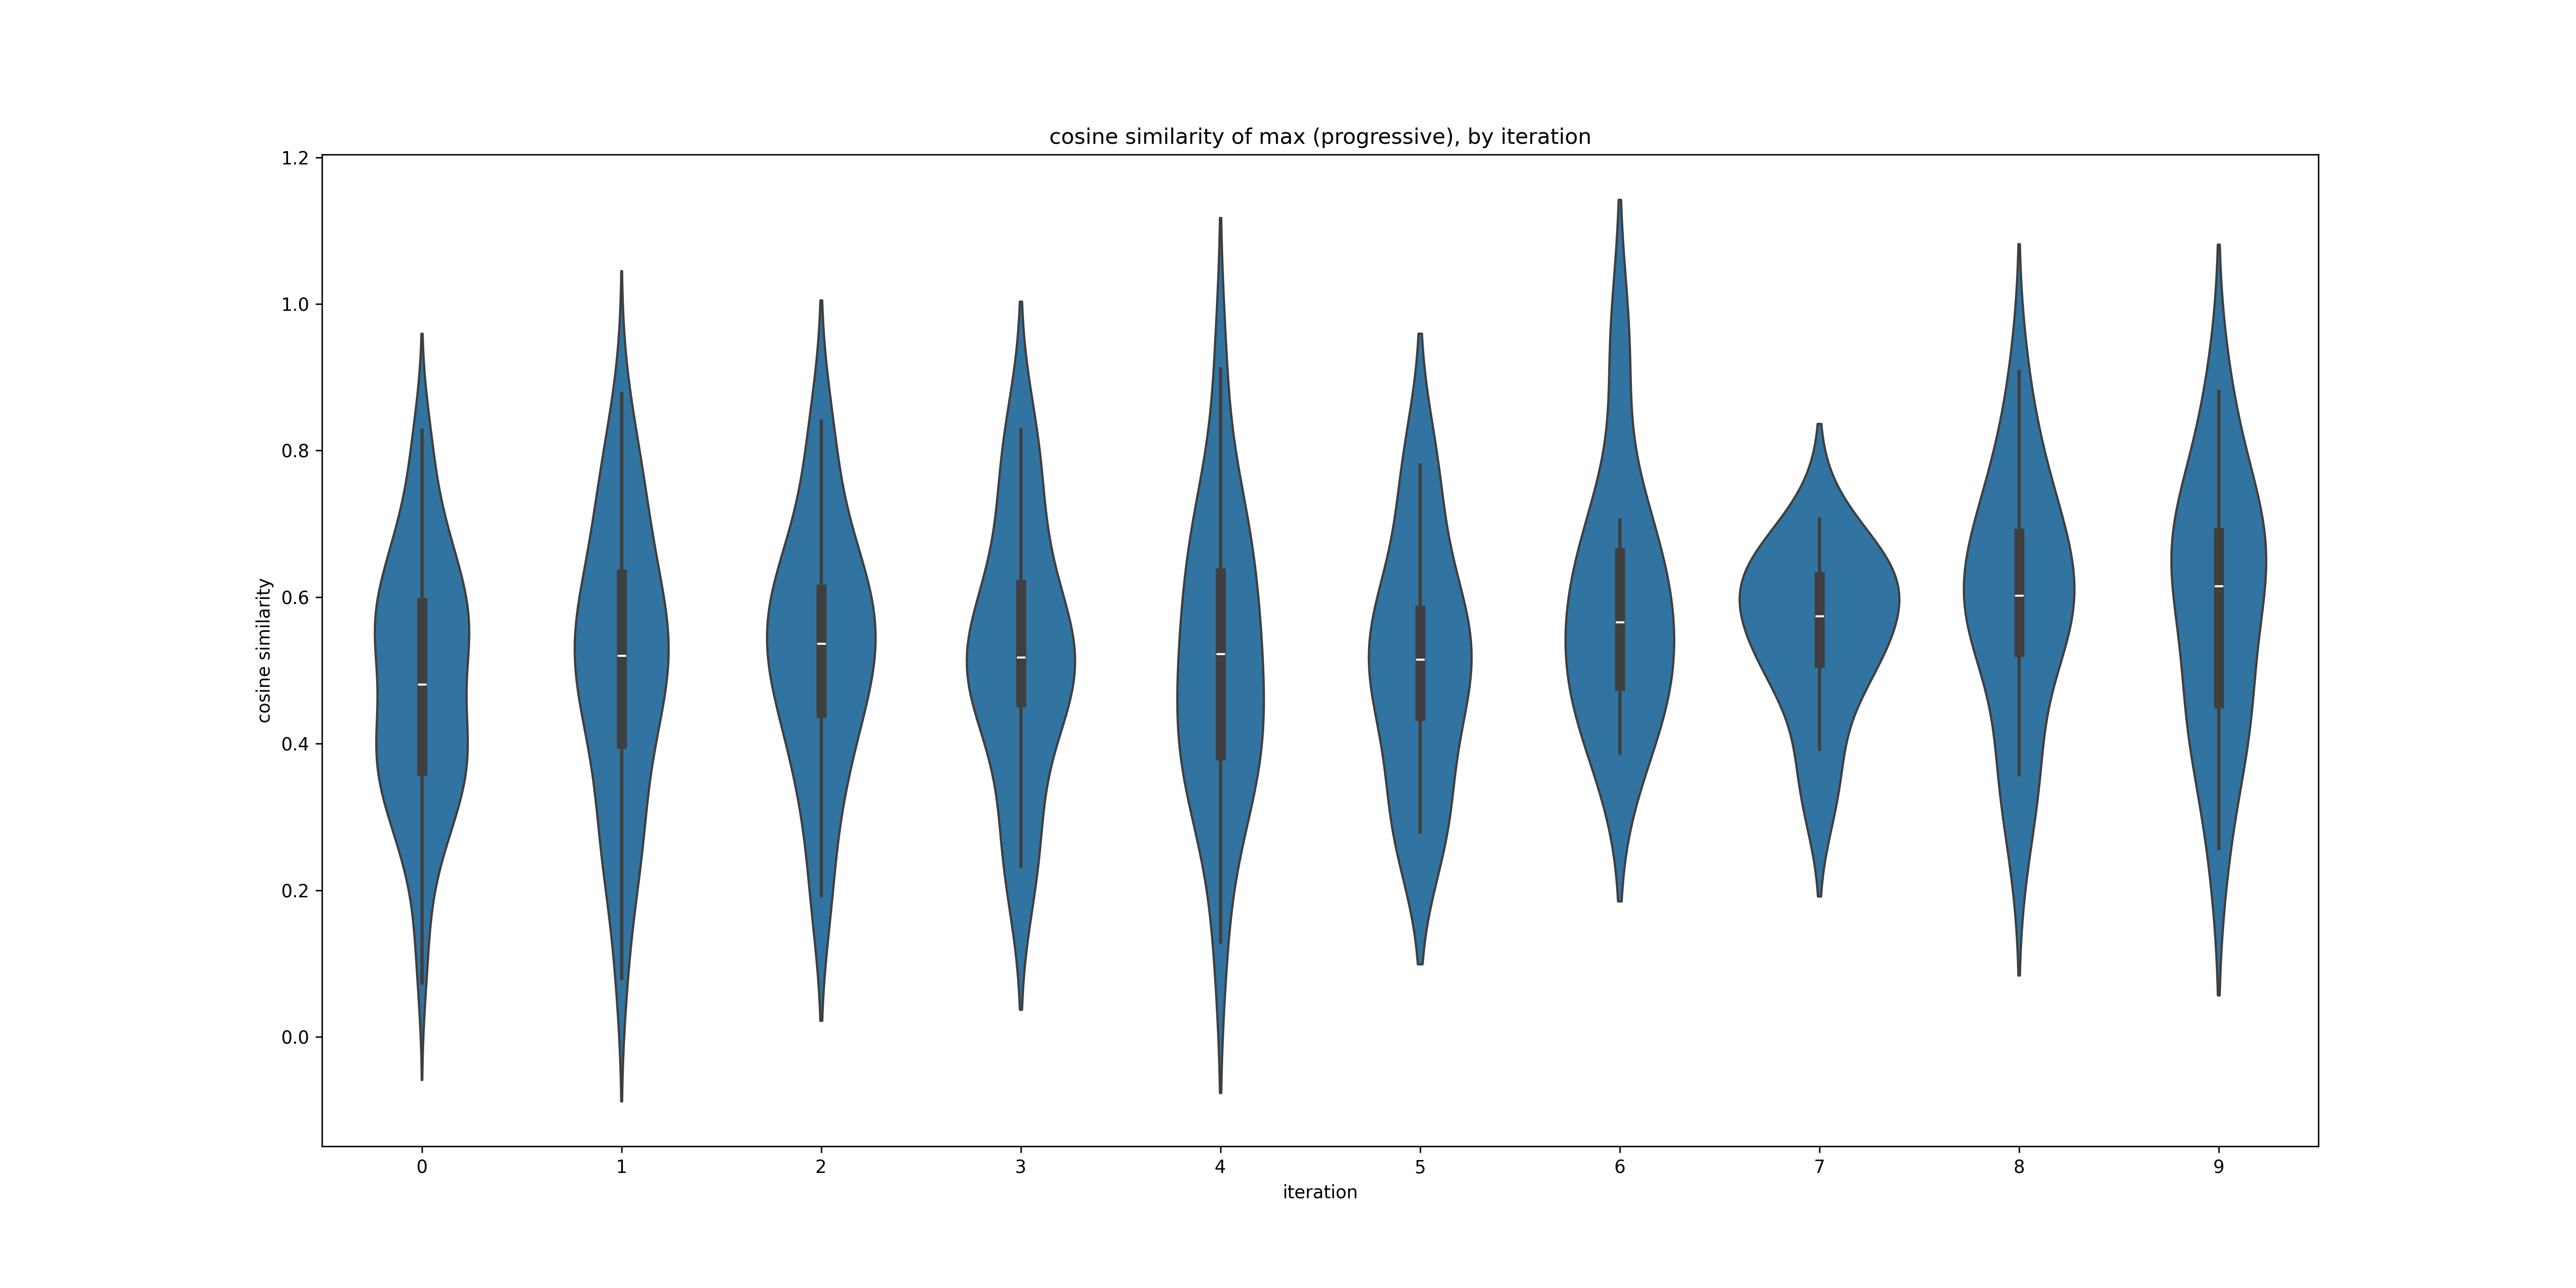 cosine similarity of max (progressive), by iteration
1.2
1.0
0.8
0.6
0.4
0.2
0.0
cosine similarity
0 1 2 3 4 5 6 7 8 9
iteration